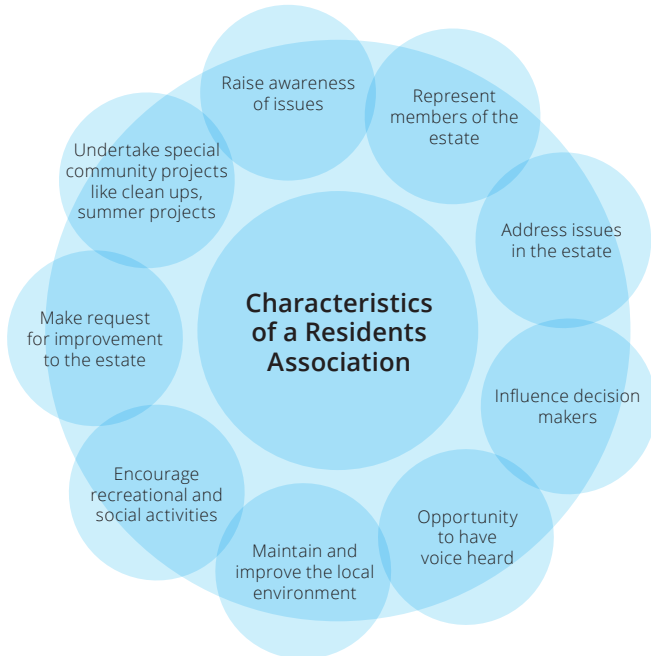 Characteristics
of a Residents
Association
Raise awareness
of issues
Represent
members of the
estate
Address issues
in the estate
Influence decision
makers
Opportunity
to have
voice heard
Maintain and
improve the local
environment
Encourage
recreational and
social activities
Make request
for improvement
to the estate
Undertake special
community projects
like clean ups,
summer projects